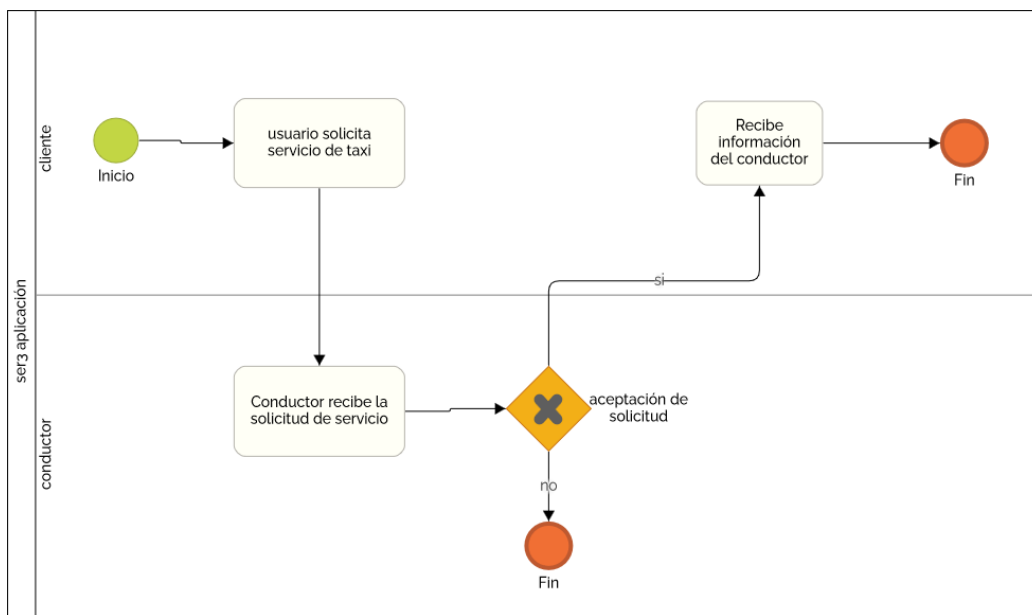 ser3 aplicación
cliente
Inicio
usuario solicita
servicio de taxi
Recibe
información
del conductor
Fin
si
conductor
Conductor recibe la
solicitud de servicio
aceptación de
solicitud
no
Fin